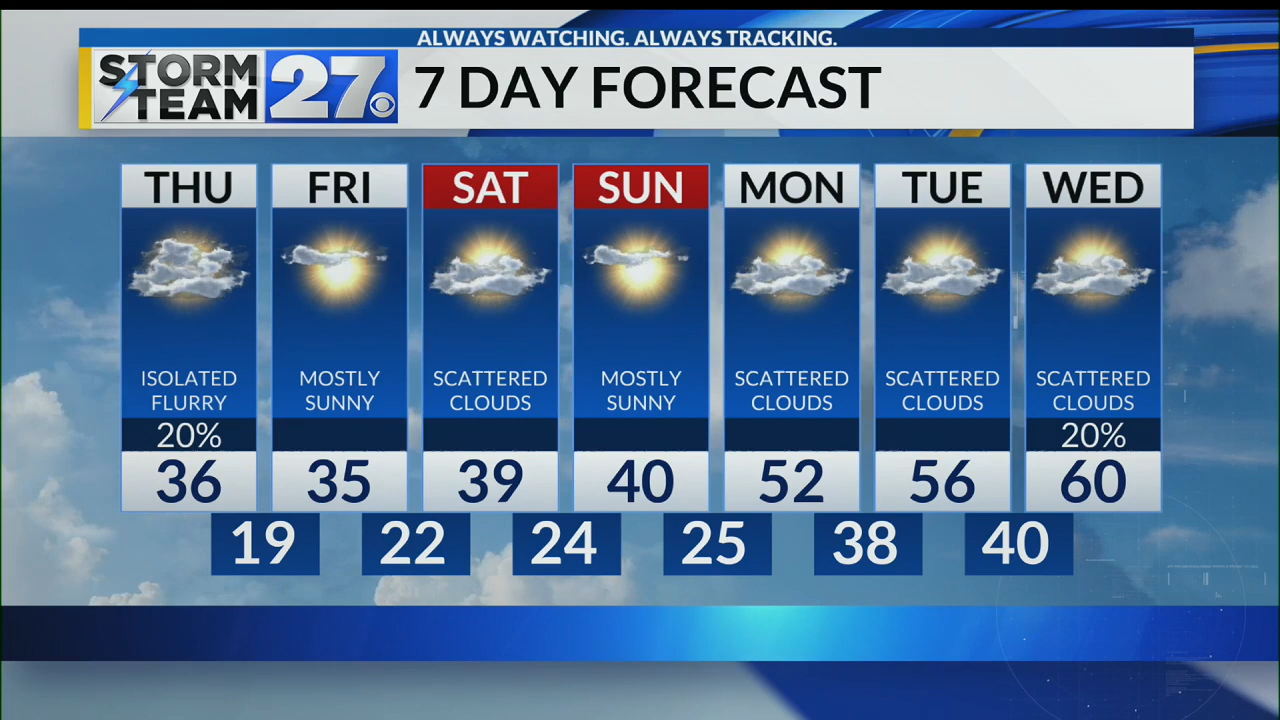 ALWAYS WATCHING. ALWAYS TRACKING.
STORM TEAM 27 7 DAY FORECAST
THU FRI SAT SUN MON TUE WED
ISOLATED MOSTLY SCATTERED MOSTLY SCATTERED SCATTERED SCATTERED
FLURRY SUNNY CLOUDS SUNNY CLOUDS CLOUDS CLOUDS
20% 20%
36 35 39 40 52 56 60
19 22 24 25 38 40